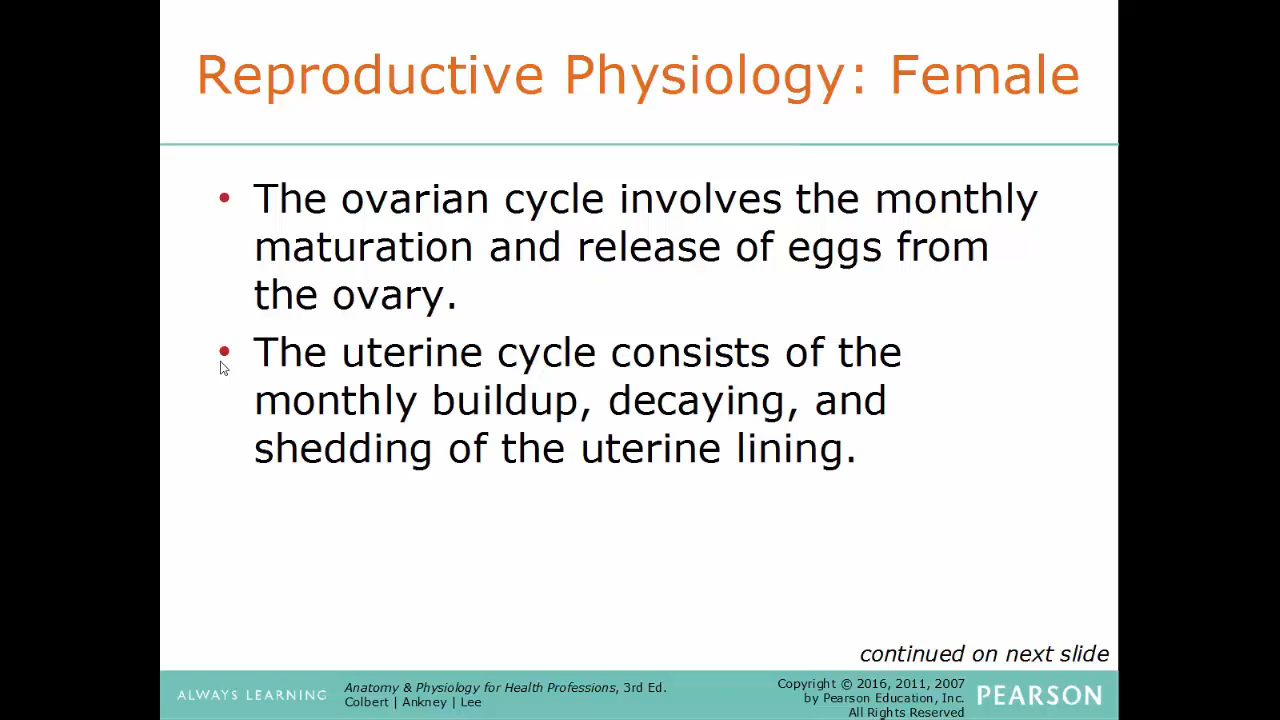 Reproductive Physiology: Female
• The ovarian cycle involves the monthly
maturation and release of eggs from
the ovary.
• The uterine cycle consists of the
monthly buildup, decaying, and
shedding of the uterine lining.
continued on next slide
ALWAYS LEARNING
Anatomy & Physiology for Health Professions, 3rd Ed.
Colbert | Ankney | Lee
Copyright © 2016, 2011, 2007
by Pearson Education, Inc.
All Rights Reserved
PEARSON